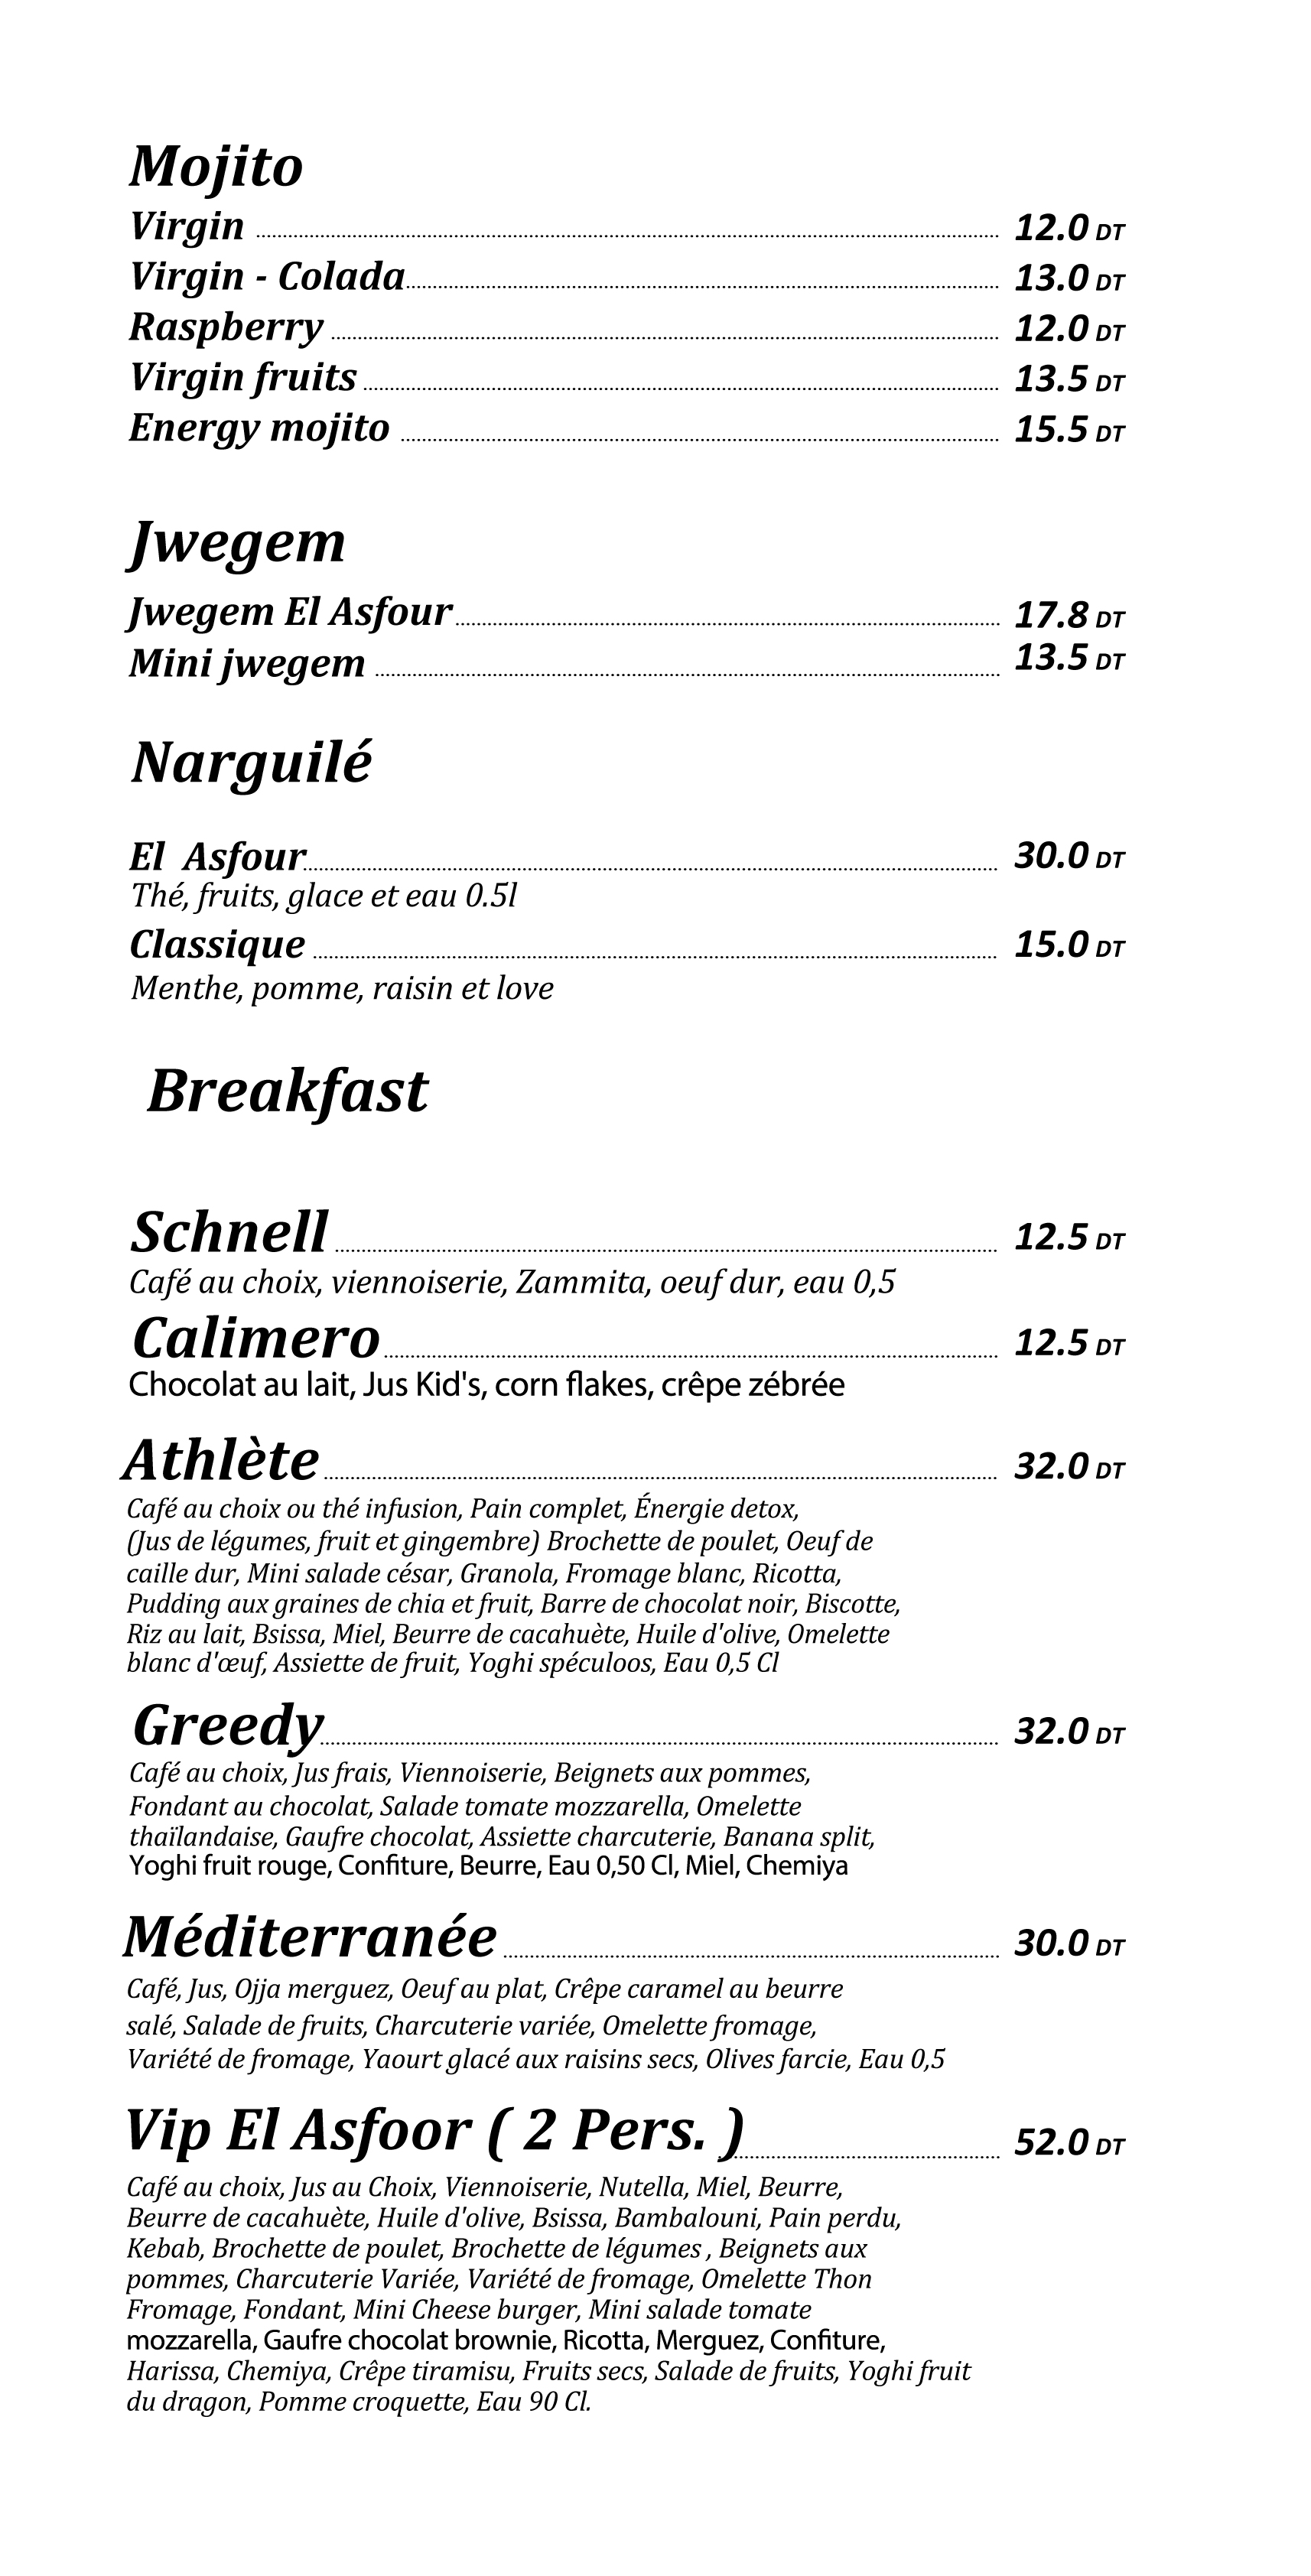 Mojito
Virgin 12.0 DT
Virgin - Colada 13.0 DT
Raspberry 12.0 DT
Virgin fruits 13.5 DT
Energy mojito 15.5 DT
Jwegem
Jwegem El Asfour 17.8 DT
Mini jwegem 13.5 DT
Narguilé
El Asfour 30.0 DT
Thé, fruits, glace et eau 0.5l
Classique 15.0 DT
Menthe, pomme, raisin et love
Breakfast
Schnell 12.5 DT
Café au choix, viennoiserie, Zammita, oeuf dur, eau 0,5
Calimero 12.5 DT
Chocolat au lait, Jus Kid's, corn flakes, crêpe zébrée
Athlète 32.0 DT
Café au choix ou thé infusion, Pain complet, Énergie detox,
(Jus de légumes, fruit et gingembre) Brochette de poulet, Oeuf de
caille dur, Mini salade césar, Granola, Fromage blanc, Ricotta,
Pudding aux graines de chia et fruit, Barre de chocolat noir, Biscotte,
Riz au lait, Bsissa, Miel, Beurre de cacahuète, Huile d'olive, Omelette
blanc d'œuf, Assiette de fruit, Yoghi spéculoos, Eau 0,5 Cl
Greedy 32.0 DT
Café au choix, Jus frais, Viennoiserie, Beignets aux pommes,
Fondant au chocolat, Salade tomate mozzarella, Omelette
thaïlandaise, Gaufre chocolat, Assiette charcuterie, Banana split,
Yoghi fruit rouge, Confiture, Beurre, Eau 0,50 Cl, Miel, Chemiya
Méditerranée 30.0 DT
Café, Jus, Ojja merguez, Oeuf au plat, Crêpe caramel au beurre
salé, Salade de fruits, Charcuterie variée, Omelette fromage,
Variété de fromage, Yaourt glacé aux raisins secs, Olives farcie, Eau 0,5
Vip El Asfoor ( 2 Pers. ) 52.0 DT
Café au choix, Jus au Choix, Viennoiserie, Nutella, Miel, Beurre,
Beurre de cacahuète, Huile d'olive, Bsissa, Bambalouni, Pain perdu,
Kebab, Brochette de poulet, Brochette de légumes , Beignets aux
pommes, Charcuterie Variée, Variété de fromage, Omelette Thon
Fromage, Fondant, Mini Cheese burger, Mini salade tomate
mozzarella, Gaufre chocolat brownie, Ricotta, Merguez, Confiture,
Harissa, Chemiya, Crêpe tiramisu, Fruits secs, Salade de fruits, Yoghi fruit
du dragon, Pomme croquette, Eau 90 Cl.